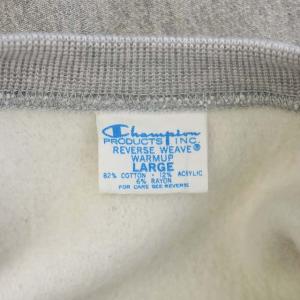 Champion
PRODUCTS INC.
REVERSE WEAVE®
WARMUP
LARGE
82% COTTON • 12% ACRYLIC
6% RAYON
FOR CARE SEE REVERSE